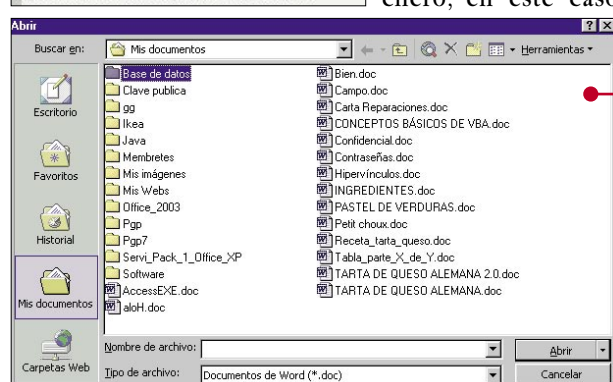 enero, en este caso
Abrir
Buscar en: Mis documentos Herramientas
Escritorio
Favoritos
Historial
Mis documentos
Carpetas Web
Base de datos
Clave publica
gg
Ikea
Java
Membretes
Mis imágenes
Mis Webs
Office_2003
Pgp
Pgp7
Servi_Pack_1_Office_XP
Software
AccessEXE.doc
aloH.doc
Bien.doc
Campo.doc
Carta Reparaciones.doc
CONCEPTOS BÁSICOS DE VBA.doc
Confidencial.doc
Contraseñas.doc
Hipervínculos.doc
INGREDIENTES.doc
PASTEL DE VERDURAS.doc
Petit choux.doc
Receta_tarta_queso.doc
Tabla_parte_X_de_Y.doc
TARTA DE QUESO ALEMANA 2.0.doc
TARTA DE QUESO ALEMANA.doc
Nombre de archivo: Abrir
Tipo de archivo: Documentos de Word (*.doc) Cancelar